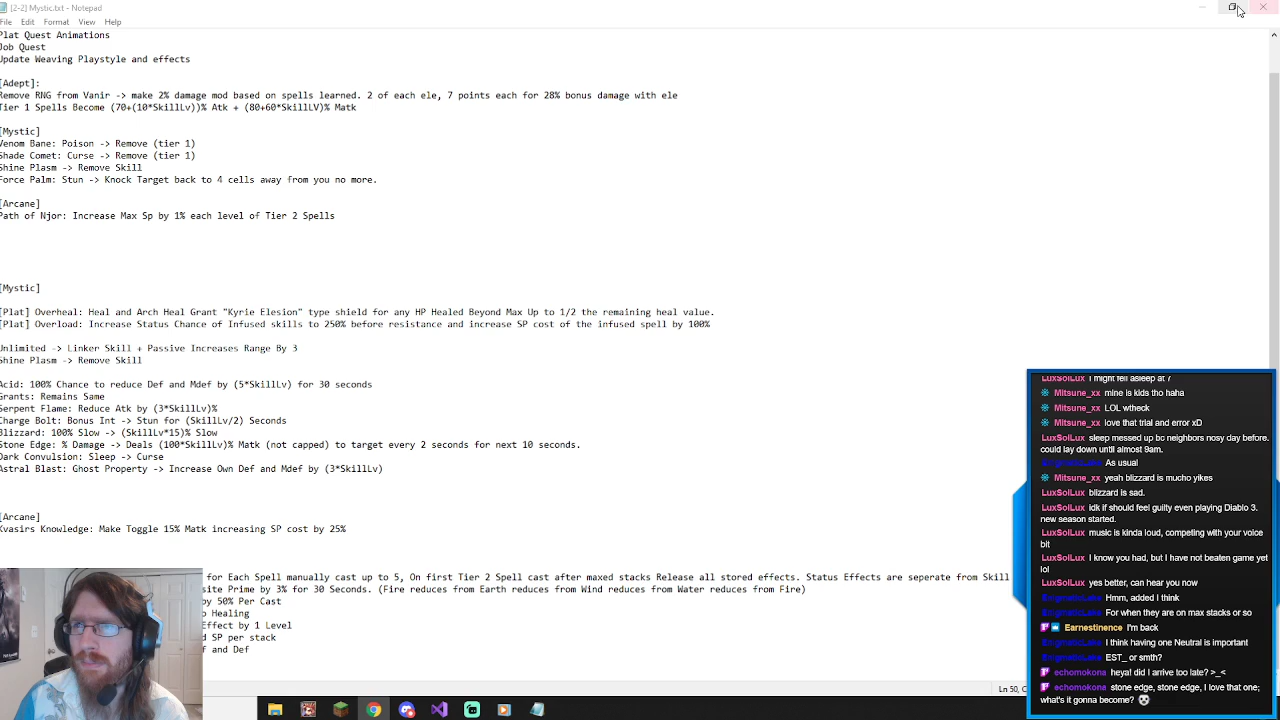 [2-2] Mystic.txt - Notepad
File Edit Format View Help
Plat Quest Animations
Job Quest
Update Weaving Playstyle and effects
[Adept]:
Remove RNG from Vanir -> make 2% damage mod based on spells learned. 2 of each ele, 7 points each for 28% bonus damage with ele
Tier 1 Spells Become (70+(10*SkillLv))% Atk + (80+60*SkillLV)% Matk
[Mystic]
Venom Bane: Poison -> Remove (tier 1)
Shade Comet: Curse -> Remove (tier 1)
Shine Plasm -> Remove Skill
Force Palm: Stun -> Knock Target back to 4 cells away from you no more.
[Arcane]
Path of Njor: Increase Max Sp by 1% each level of Tier 2 Spells
[Mystic]
[Plat] Overheal: Heal and Arch Heal Grant "Kyrie Elesion" type shield for any HP Healed Beyond Max Up to 1/2 the remaining heal value.
[Plat] Overload: Increase Status Chance of Infused skills to 250% before resistance and increase SP cost of the infused spell by 100%
Unlimited -> Linker Skill + Passive Increases Range By 3
Shine Plasm -> Remove Skill
Acid: 100% Chance to reduce Def and Mdef by (5*SkillLv) for 30 seconds
Grants: Remains Same
Serpent Flame: Reduce Atk by (3*SkillLv)%
Charge Bolt: Bonus Int -> Stun for (SkillLv/2) Seconds
Blizzard: 100% Slow -> (SkillLv*15)% Slow
Stone Edge: % Damage -> Deals (100*SkillLv)% Matk (not capped) to target every 2 seconds for next 10 seconds.
Dark Convulsion: Sleep -> Curse
Astral Blast: Ghost Property -> Increase Own Def and Mdef by (3*SkillLv)
[Arcane]
Kvasirs Knowledge: Make Toggle 15% Matk increasing SP cost by 25%
for Each Spell manually cast up to 5, On first Tier 2 Spell cast after maxed stacks Release all stored effects. Status Effects are seperate from Skill
site Prime by 3% for 30 Seconds. (Fire reduces from Earth reduces from Wind reduces from Water reduces from Fire)
by 50% Per Cast
o Healing
Effect by 1 Level
d SP per stack
f and Def
Ln 50, C
LuxSolLux I might fell asleep at 7
Mitsune_xx mine is kids tho haha
Mitsune_xx LOL wtheck
Mitsune_xx love that trial and error xD
LuxSolLux sleep messed up bc neighbors nosy day before.
could lay down until almost 9am.
As usual
Mitsune_xx yeah blizzard is mucho yikes
LuxSolLux blizzard is sad.
LuxSolLux idk if should feel guilty even playing Diablo 3.
new season started.
LuxSolLux music is kinda loud, competing with your voice
bit
LuxSolLux I know you had, but I have not beaten game yet
lol
LuxSolLux yes better, can hear you now
Hmm, added I think
For when they are on max stacks or so
Earnestinence I'm back
I think having one Neutral is important
EST_ or smth?
echomokona heya! did I arrive too late? >_<
echomokona stone edge, stone edge, I love that one;
what's it gonna become?